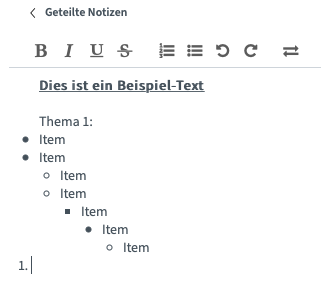 Geteilte Notizen
B I U S
Dies ist ein Beispiel-Text
Thema 1:
Item
Item
Item
Item
Item
Item
Item
1.